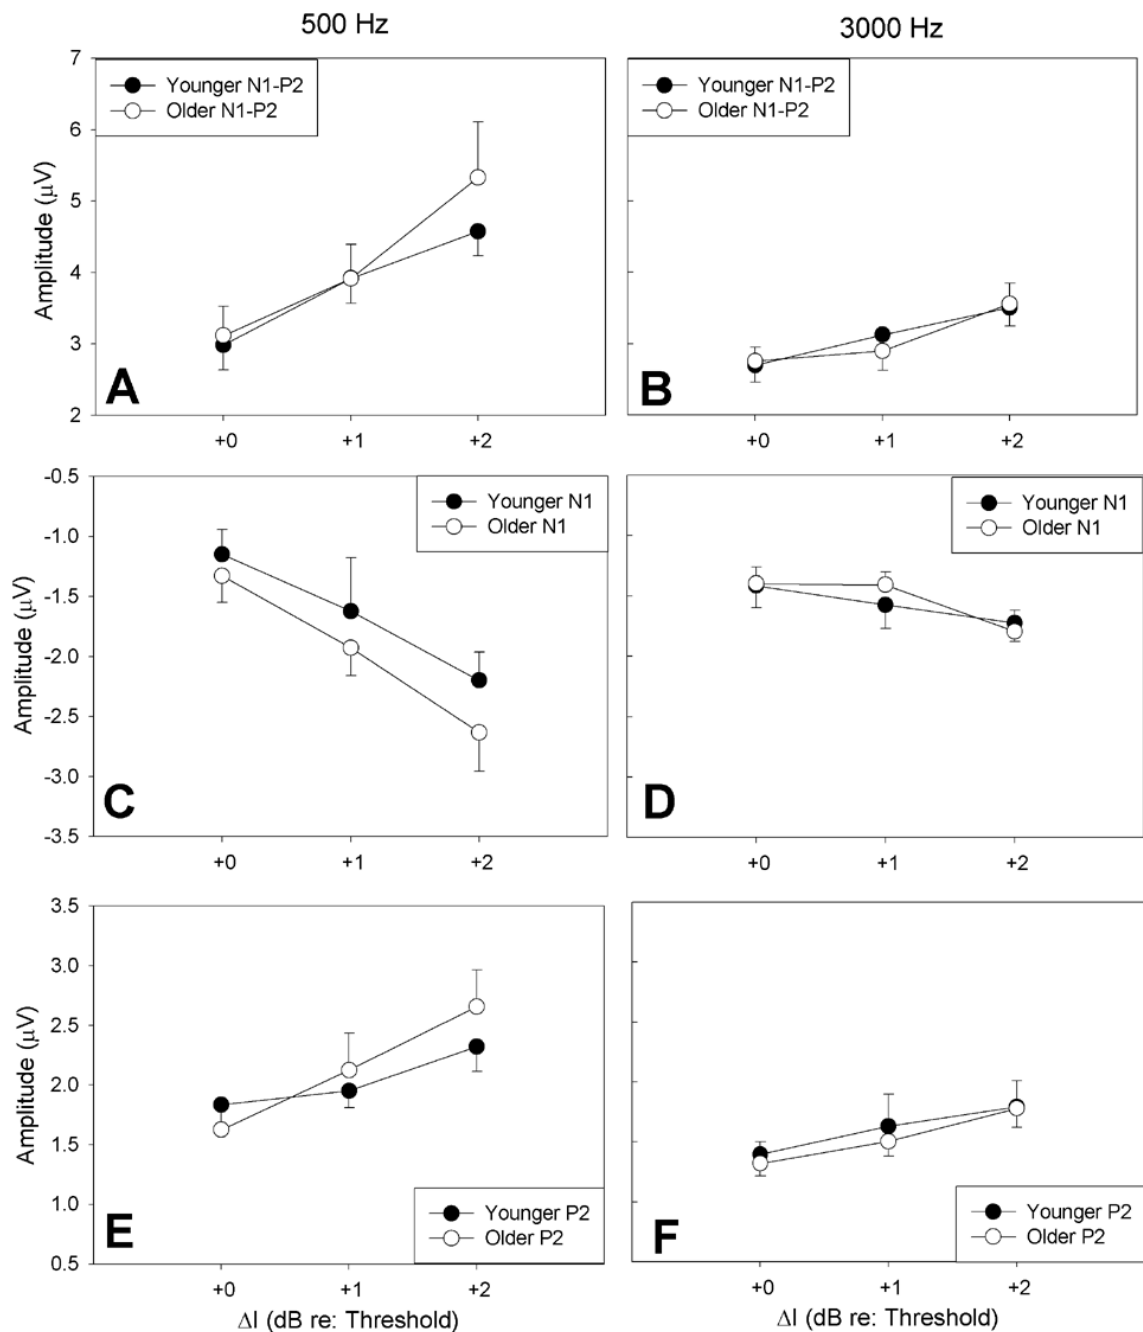 500 Hz
3000 Hz
7
6
5
4
3
2
Amplitude (μV)
Younger N1-P2
Older N1-P2
A
+0
+1
+2
Younger N1-P2
Older N1-P2
B
+0
+1
+2
-0.5
-1.0
-1.5
-2.0
-2.5
-3.0
-3.5
Amplitude (μV)
Younger N1
Older N1
C
+0
+1
+2
Younger N1
Older N1
D
+0
+1
+2
3.5
3.0
2.5
2.0
1.5
1.0
0.5
Amplitude (μV)
Younger P2
Older P2
E
+0
+1
+2
ΔI (dB re: Threshold)
Younger P2
Older P2
F
+0
+1
+2
ΔI (dB re: Threshold)